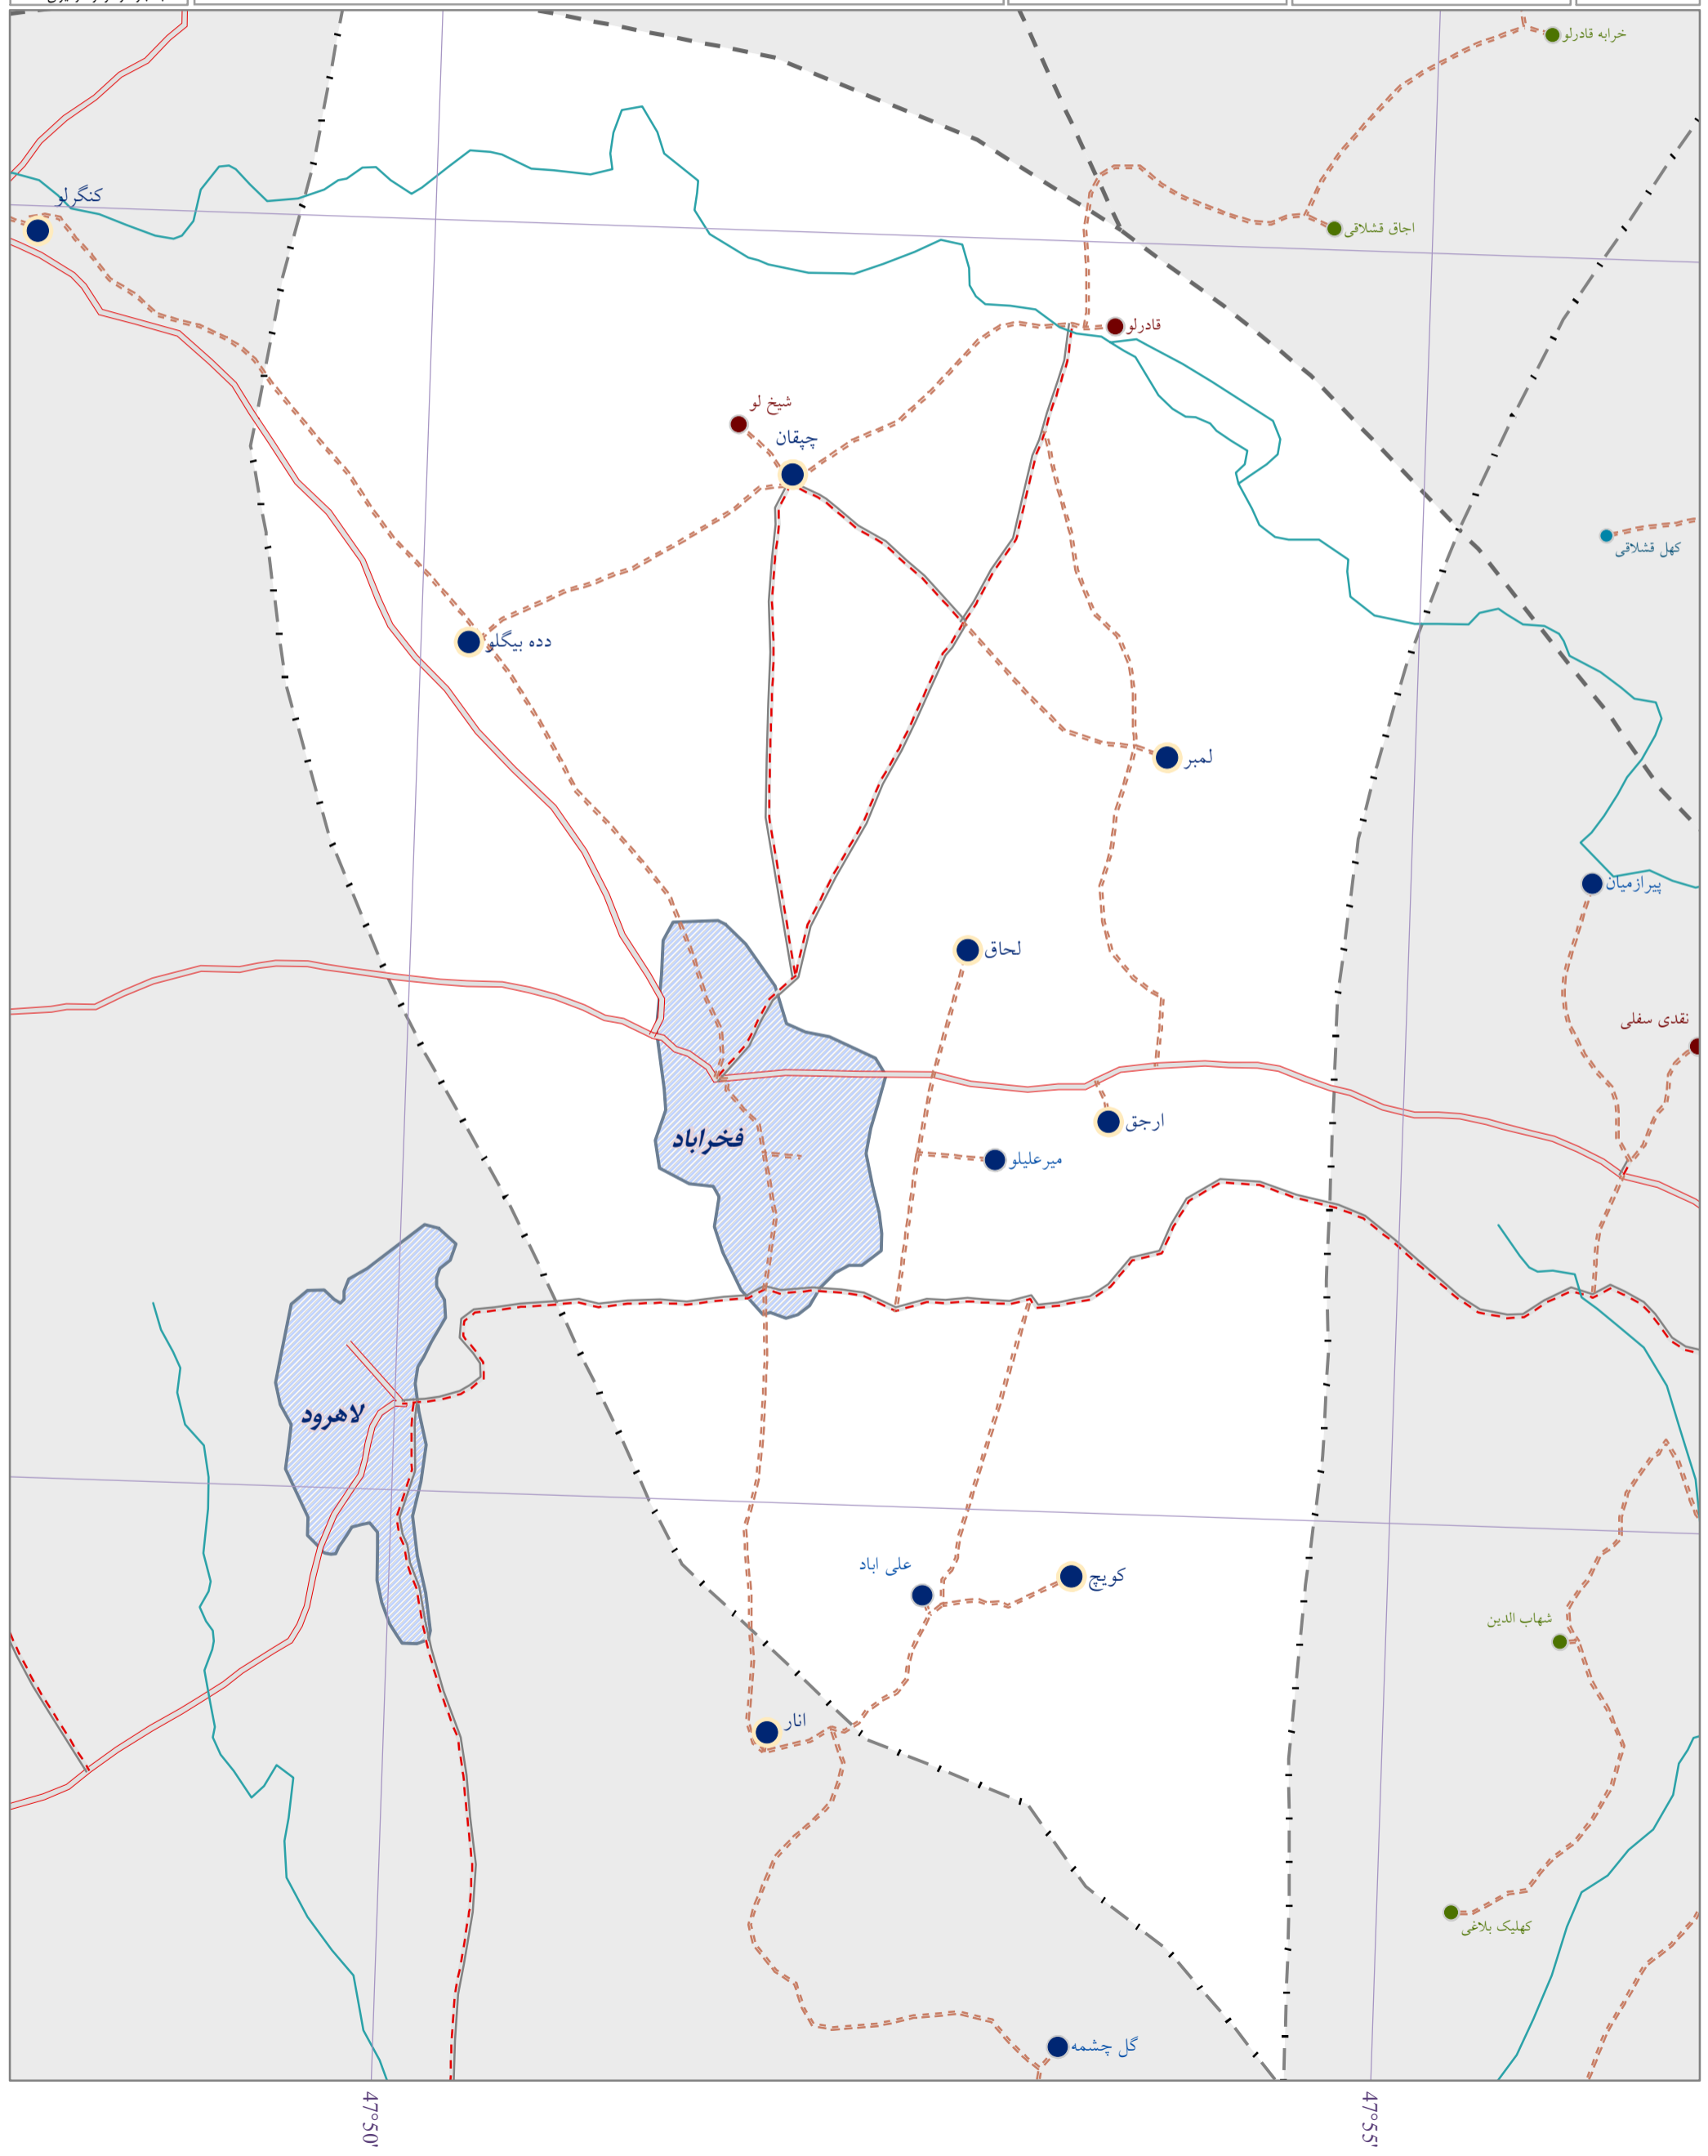 خرابه قادرلو
کنگرلو
اجاق قشلاقی
قادرلو
شیخ لو
چپقان
کهل قشلاقی
دده بیگلو
لمبر
پیرازمیان
لحاق
نقدی سفلی
ارجق
فخراباد
میرعلیلو
لاهرود
علی اباد
کویچ
شهاب الدین
انار
کهلیک بلاغی
گل چشمه
47°50'
47°55'